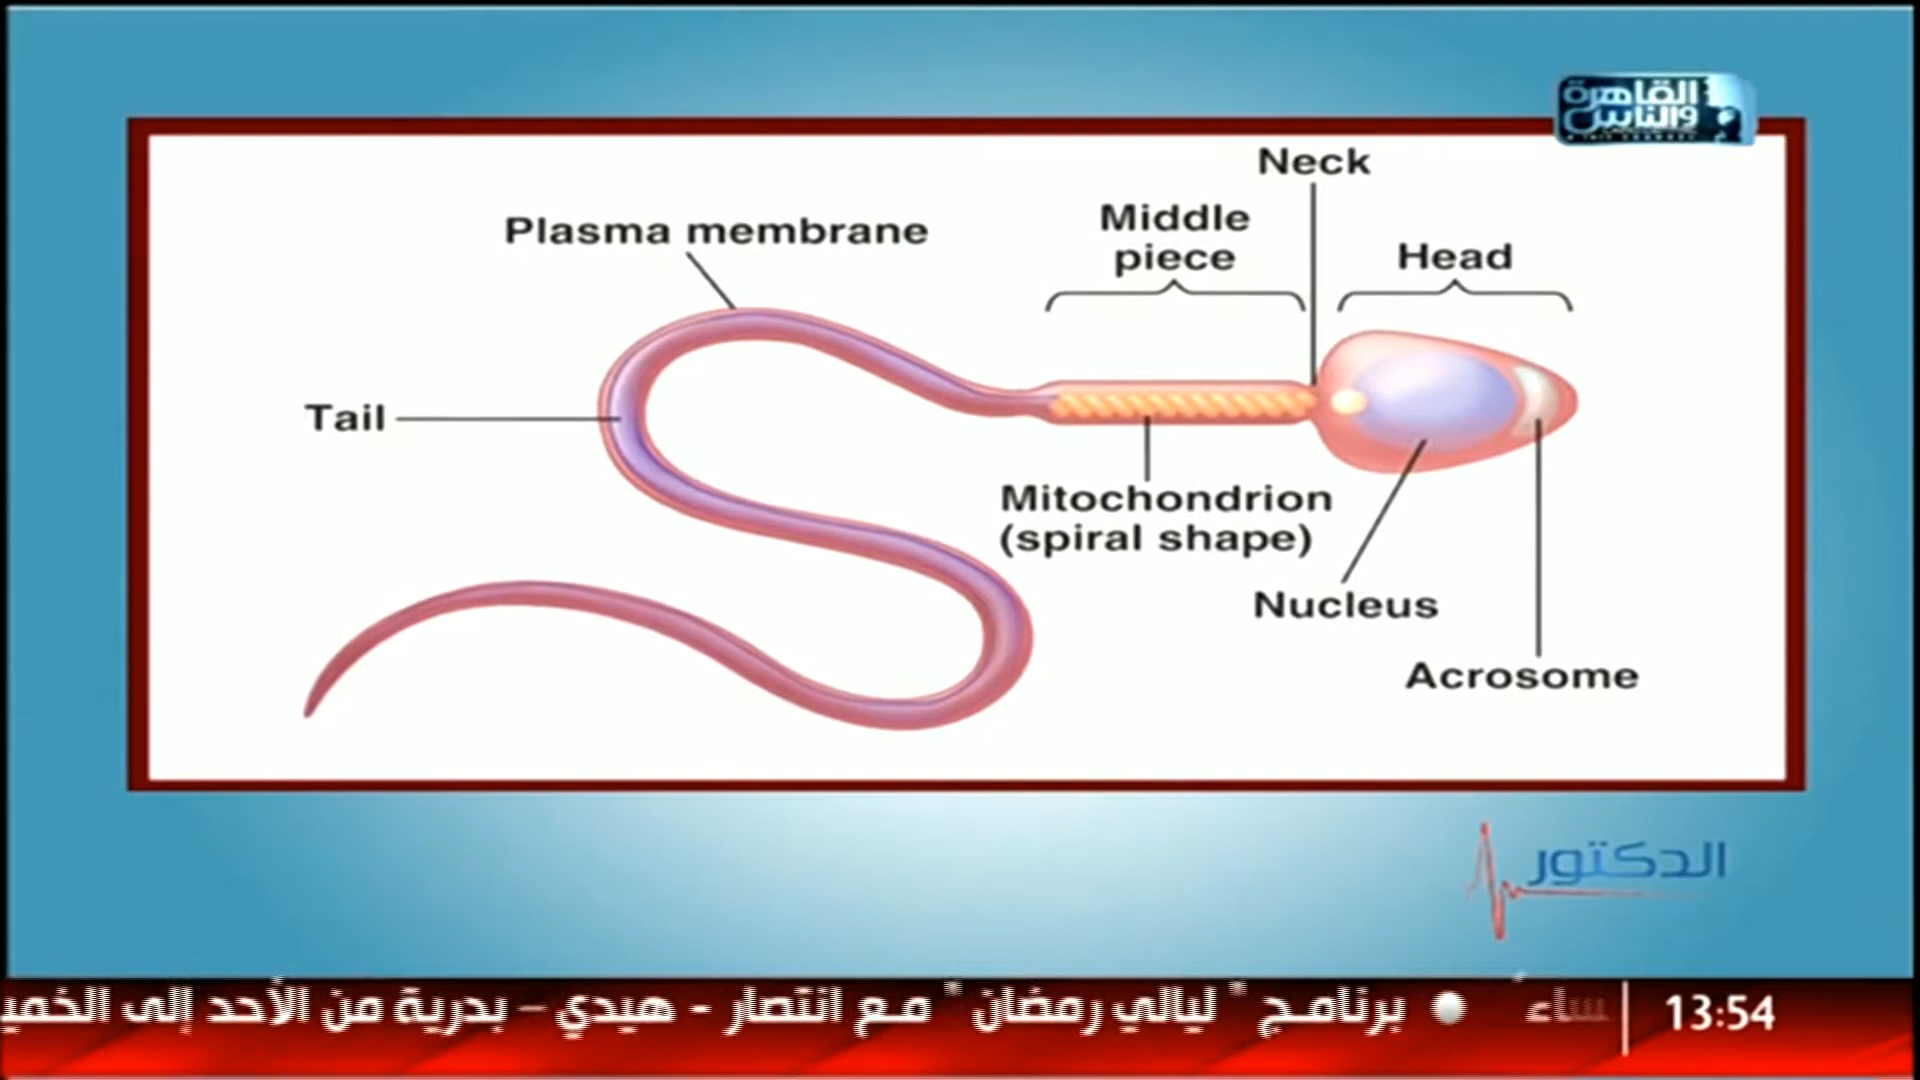 القاهرة
والناس
Neck
Plasma membrane
Middle
piece
Head
Tail
Mitochondrion
(spiral shape)
Nucleus
Acrosome
الدكتور
برنامج " ليالي رمضان " مع انتصار - هيدي – بدرية من الأحد إلى
13:54